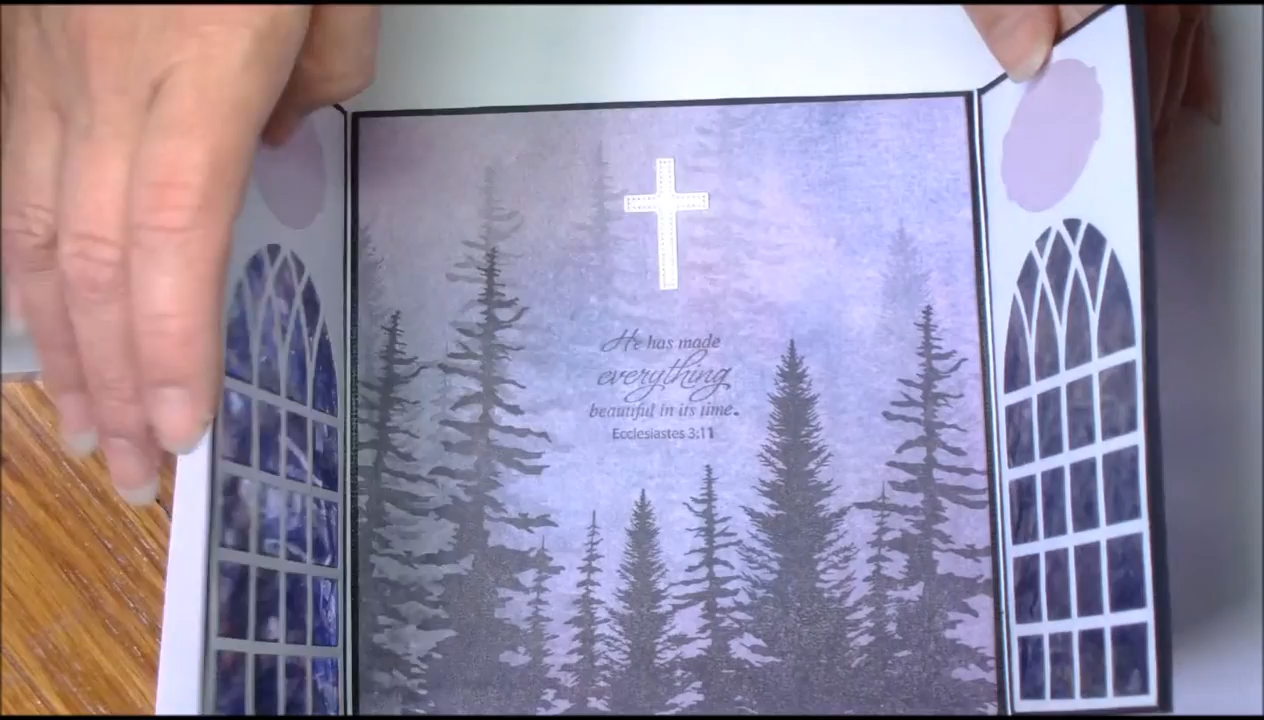 He has made
everything
beautiful in its time.
Ecclesiastes 3:11